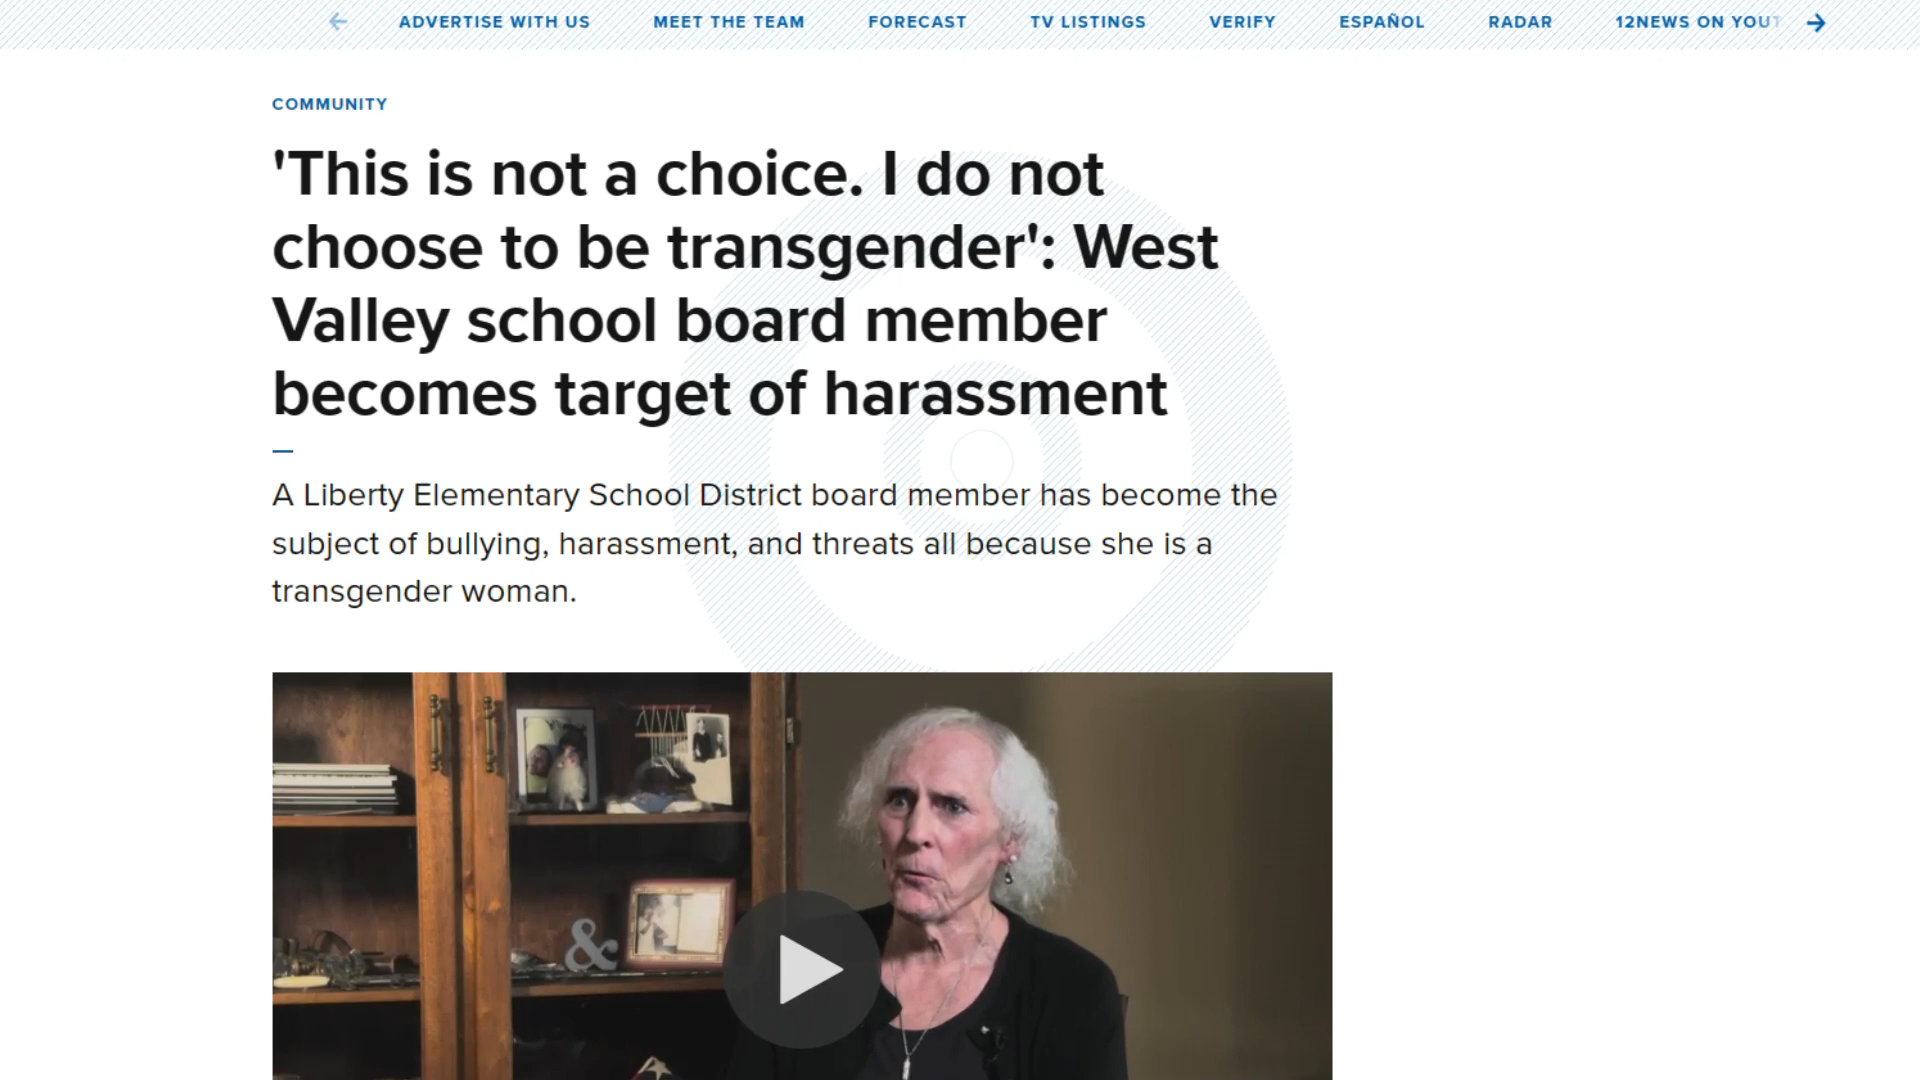 ADVERTISE WITH US MEET THE TEAM FORECAST TV LISTINGS VERIFY ESPAÑOL RADAR 12NEWS ON YOUT
COMMUNITY
'This is not a choice. I do not
choose to be transgender': West
Valley school board member
becomes target of harassment
A Liberty Elementary School District board member has become the
subject of bullying, harassment, and threats all because she is a
transgender woman.
&